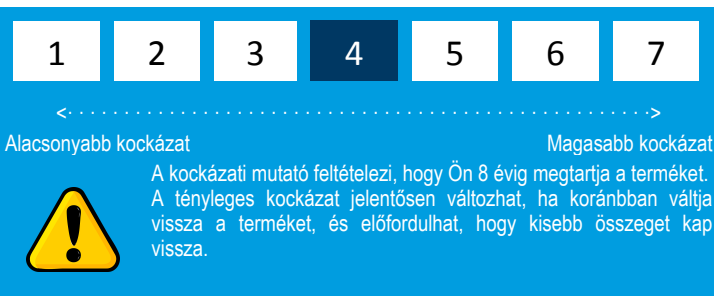 1 2 3 4 5 6 7
Alacsonyabb kockázat Magasabb kockázat
A kockázati mutató feltételezi, hogy Ön 8 évig megtartja a terméket.
A tényleges kockázat jelentősen változhat, ha koránbban váltja
vissza a terméket, és előfordulhat, hogy kisebb összeget kap
vissza.